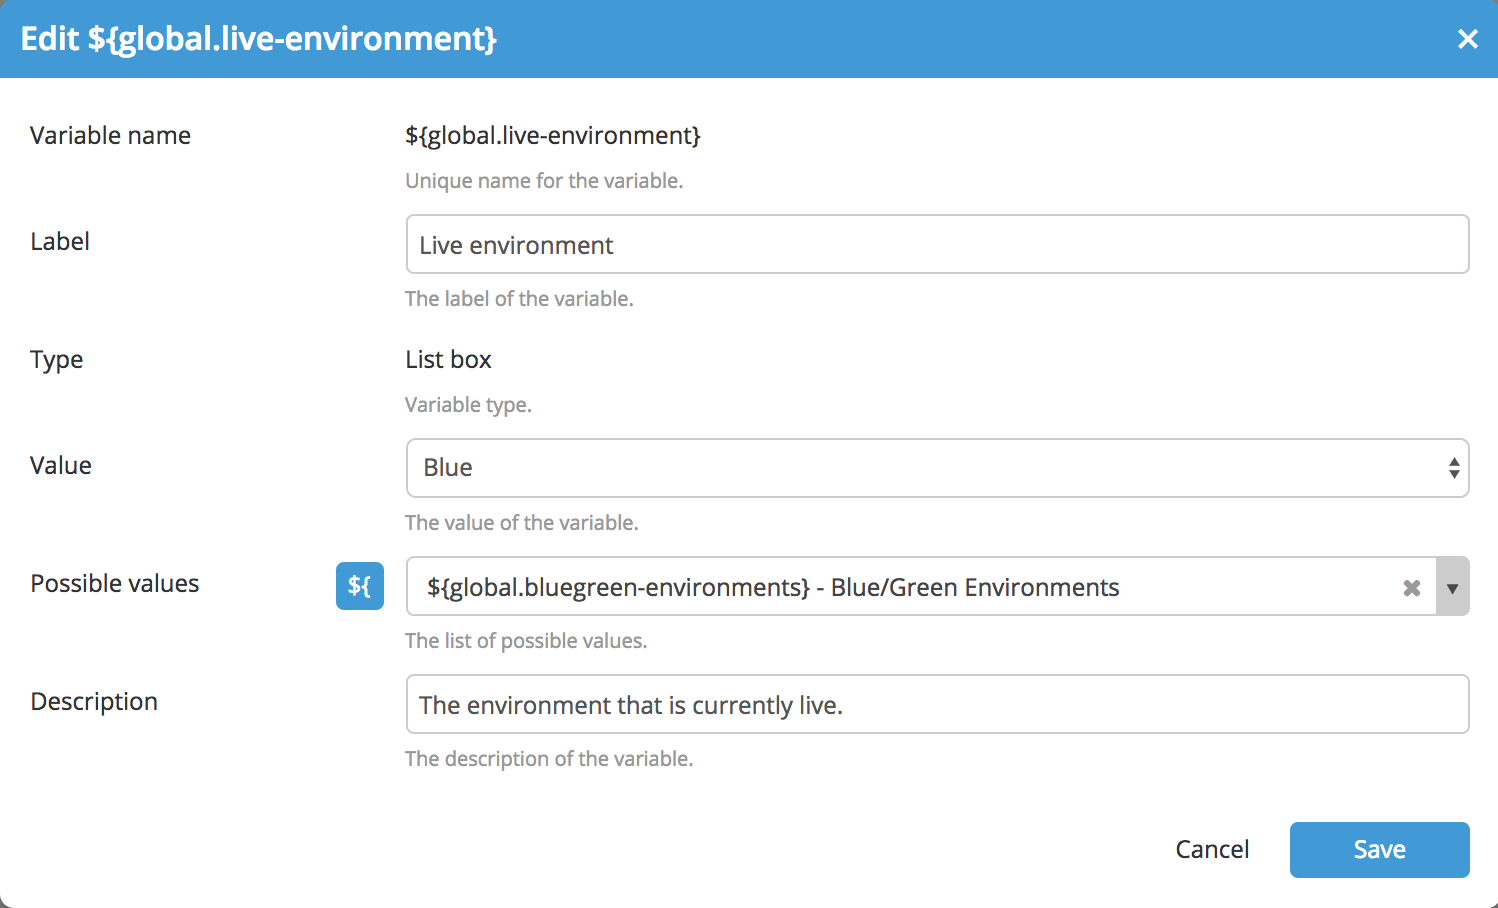 Edit ${global.live-environment}
Variable name ${global.live-environment}
Unique name for the variable.
Label Live environment
The label of the variable.
Type List box
Variable type.
Value Blue
The value of the variable.
Possible values ${ ${global.bluegreen-environments} - Blue/Green Environments
The list of possible values.
Description The environment that is currently live.
The description of the variable.
Cancel Save